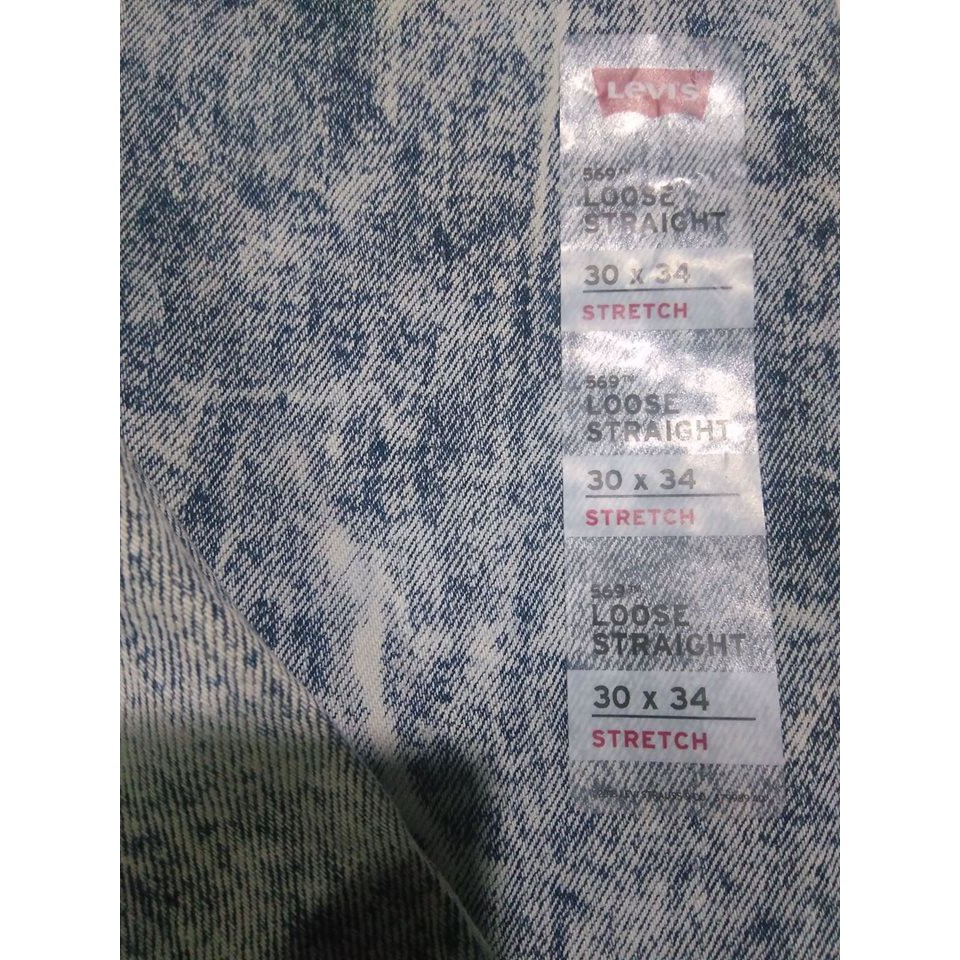 Levi's
569™
LOOSE
STRAIGHT
30 x 34
STRETCH
569™
LOOSE
STRAIGHT
30 x 34
STRETCH
569™
LOOSE
STRAIGHT
30 x 34
STRETCH
STRAUSS